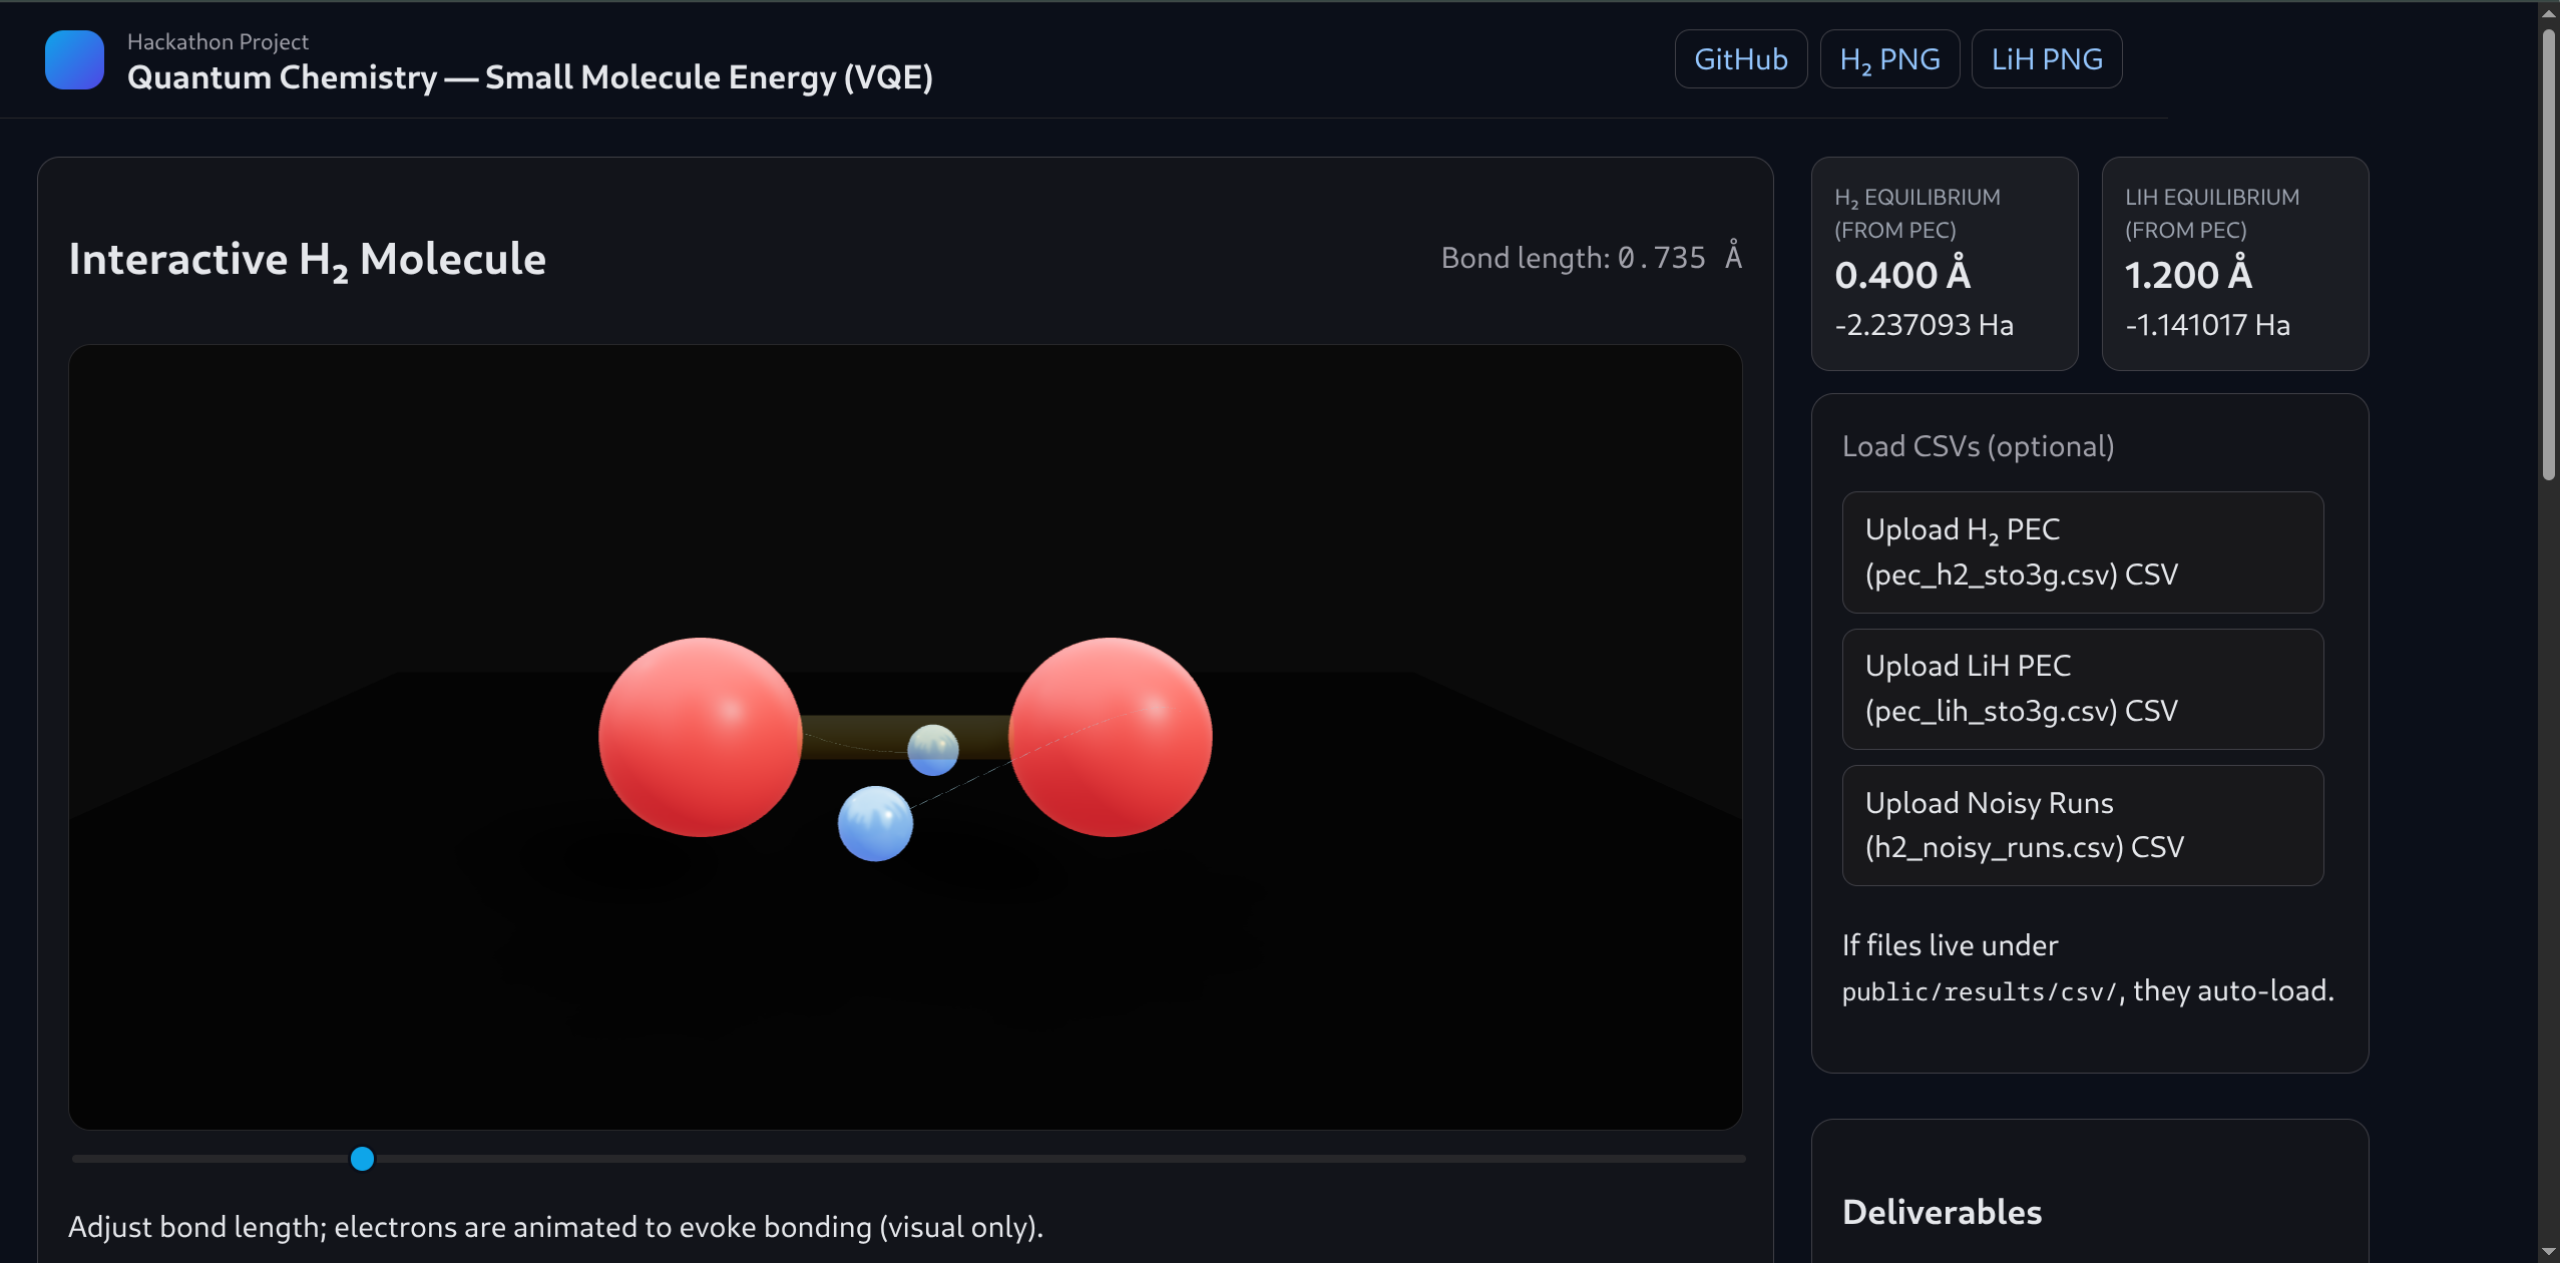 Hackathon Project
Quantum Chemistry — Small Molecule Energy (VQE)
GitHub
H₂ PNG
LiH PNG
Interactive H₂ Molecule
Bond length: 0.735 Å
Adjust bond length; electrons are animated to evoke bonding (visual only).
H₂ EQUILIBRIUM
(FROM PEC)
0.400 Å
-2.237093 Ha
LIH EQUILIBRIUM
(FROM PEC)
1.200 Å
-1.141017 Ha
Load CSVs (optional)
Upload H₂ PEC
(pec_h2_sto3g.csv) CSV
Upload LiH PEC
(pec_lih_sto3g.csv) CSV
Upload Noisy Runs
(h2_noisy_runs.csv) CSV
If files live under
public/results/csv/, they auto-load.
Deliverables